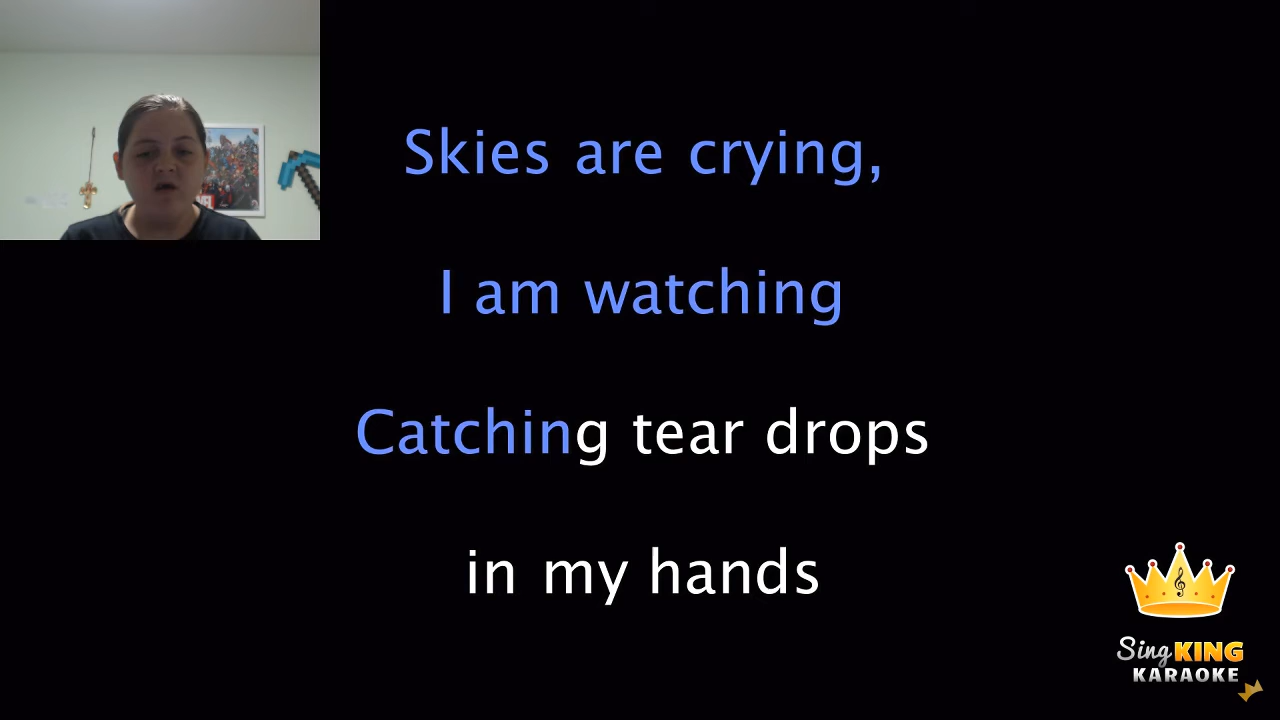 Skies are crying,
I am watching
Catching tear drops
in my hands
Sing KING
KARAOKE